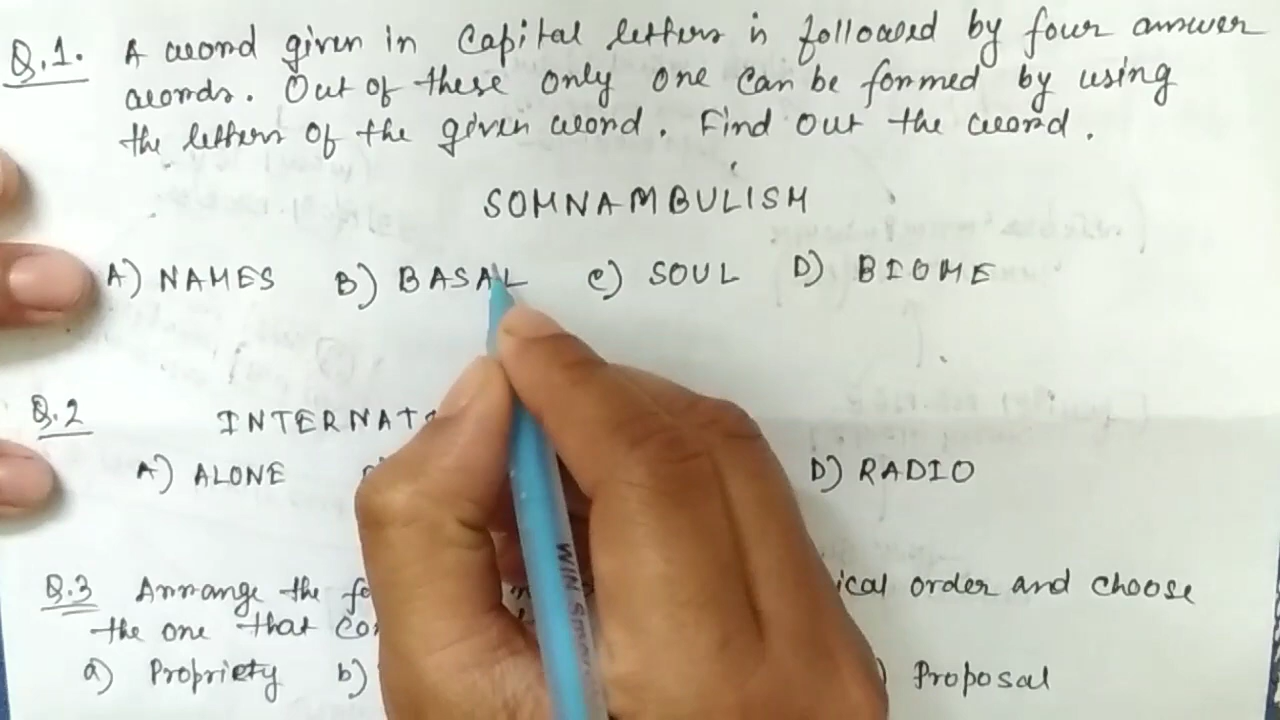 Q.1. A word given in Capital letters is followed by four answer
words. Out of these only one can be formed by using
the letters of the given word. Find out the word.
SOMNAMBULISM
A) NAMES B) BASAL C) SOUL D) BIOME
Q.2 INTERNAT
A) ALONE D) RADIO
Q.3 Arrange the ical order and choose
the one that
a) Propriety b) ) Proposal
WIN